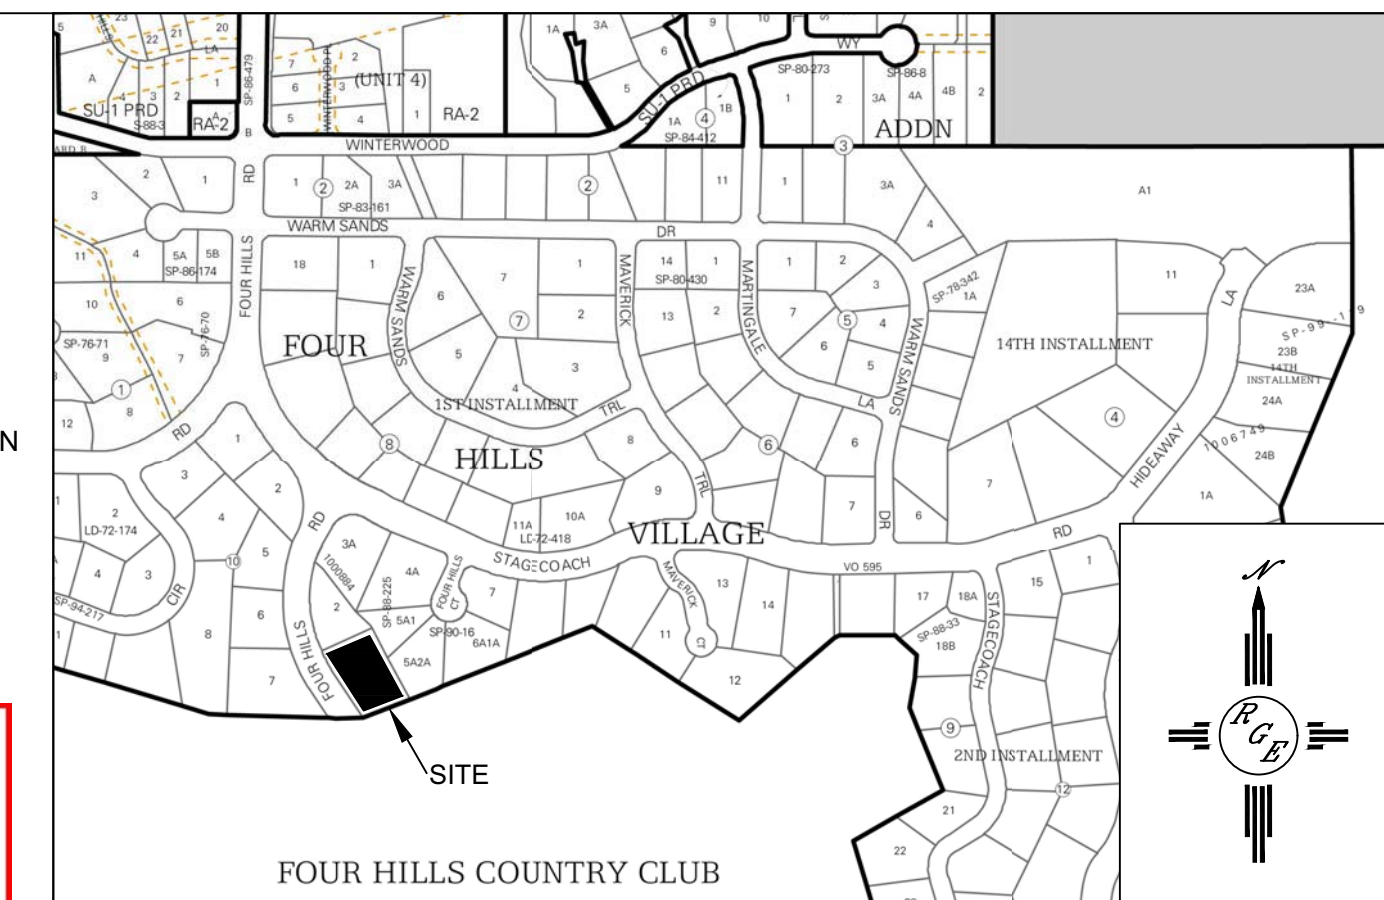 5
23
22
21
20
LA
HILLS
A
4
3
2
1
SU-1 PRD
S-88-3
RA-2
A
SP-86-479
B
7
6
5
WINTERWOOD PL
2
3
4
(UNIT 4)
1
RA-2
WINTERWOOD
1A
3A
6
5
9
10
SU-1 PRD
1A
4
1B
SP-84-412
WY
SP-80-273
SP-86-8
1
2
3A
4A
4B
2
ADDN
3
ARD R
3
2
1
RD
1
2
2A
3A
SP-83-161
2
11
1
3A
4
A1
WARM SANDS
DR
11
4
5A
5B
SP-86-174
10
6
SP-76-70
SP-76-71
9
7
1
8
12
RD
FOUR HILLS
18
1
WARM SANDS
6
7
7
5
4
1
2
3
MAVERICK
14
1
SP-80-430
13
2
MARTINGALE
1
2
3
7
5
4
6
5
WARM SANDS
SP-78-342
1A
14TH INSTALLMENT
11
LA
23A
SP-99-1-9
23B
14TH
INSTALLMENT
24A
1006749
24B
1A
FOUR
1ST INSTALLMENT
TRL
LA
8
HILLS
8
9
TRL
6
6
7
DR
6
7
4
HIDEAWAY
N
1
3
2
4
5
10
RD
1
2
LD-72-174
4
3
CIR
SP-94-217
1
8
6
7
FOUR HILLS
3A
1000884
2
4A
SP-88-225
5A1
5A2A
FOUR HILLS
CT
SP-90-16
6A1A
7
11A
10A
LD-72-418
STAGECOACH
VILLAGE
VO 595
RD
MAVERICK
CT
13
14
11
12
17
18A
SP-88-33
18B
STAGECOACH
15
1
9
2ND INSTALLMENT
12
21
22
SITE
FOUR HILLS COUNTRY CLUB
N
R
G
E